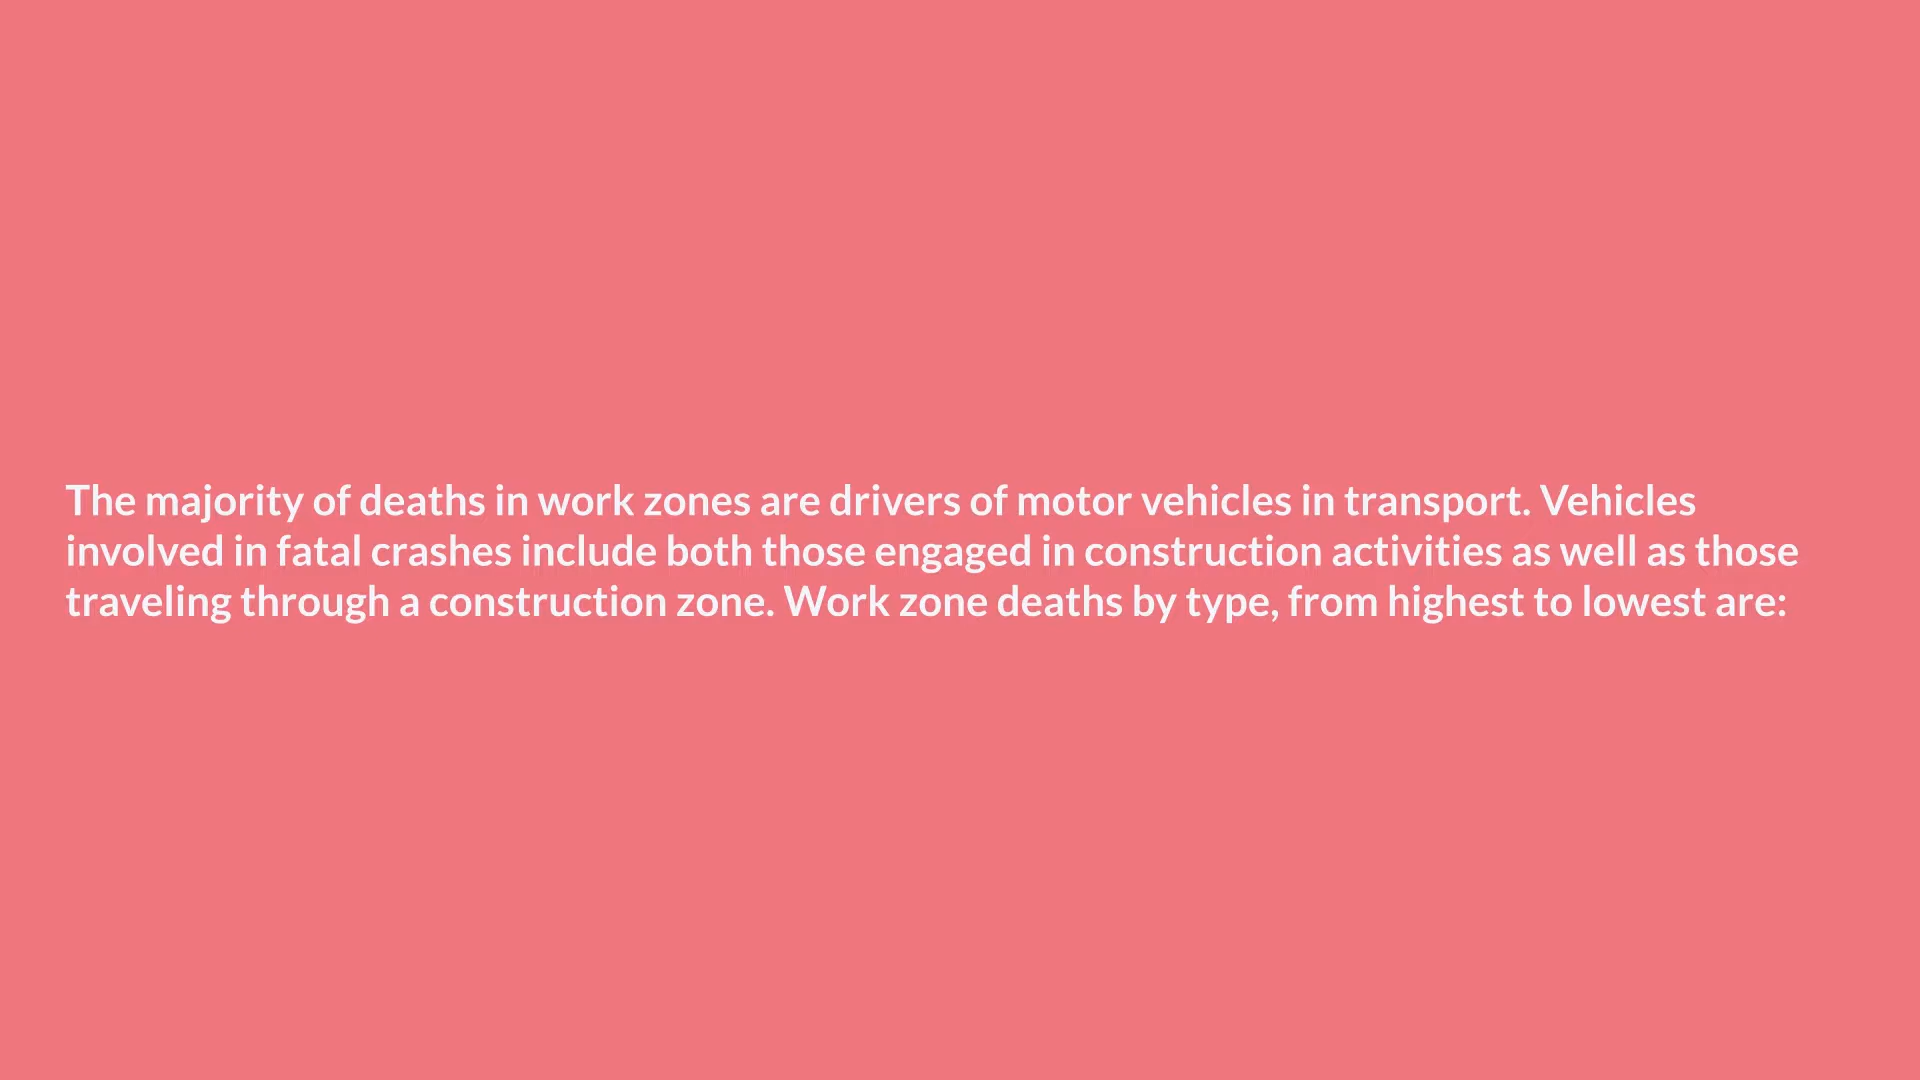 The majority of deaths in work zones are drivers of motor vehicles in transport. Vehicles
involved in fatal crashes include both those engaged in construction activities as well as those
traveling through a construction zone. Work zone deaths by type, from highest to lowest are: